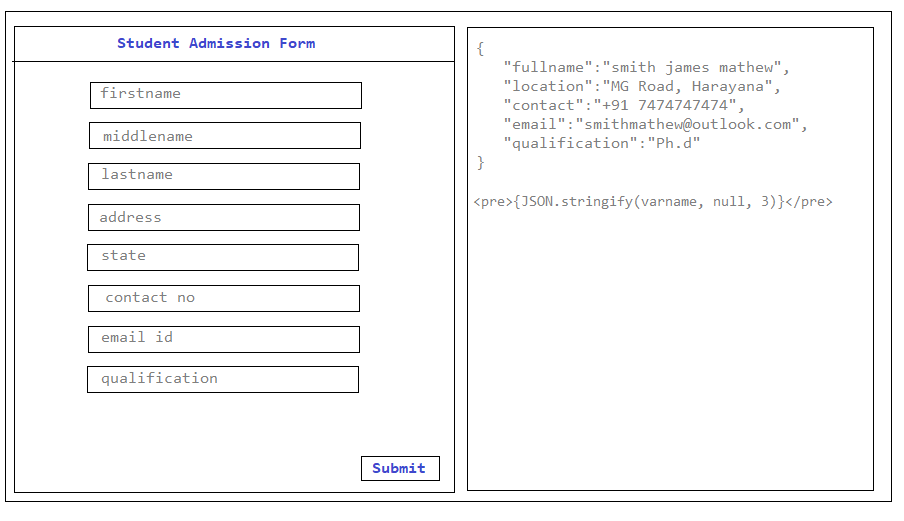 Student Admission Form
firstname
middlename
lastname
address
state
contact no
email id
qualification
Submit
{
"fullname":"smith james mathew",
"location":"MG Road, Harayana",
"contact":"+91 7474747474",
"email":"smithmathew@outlook.com",
"qualification":"Ph.d"
}
<pre>{JSON.stringify(varname, null, 3)}</pre>